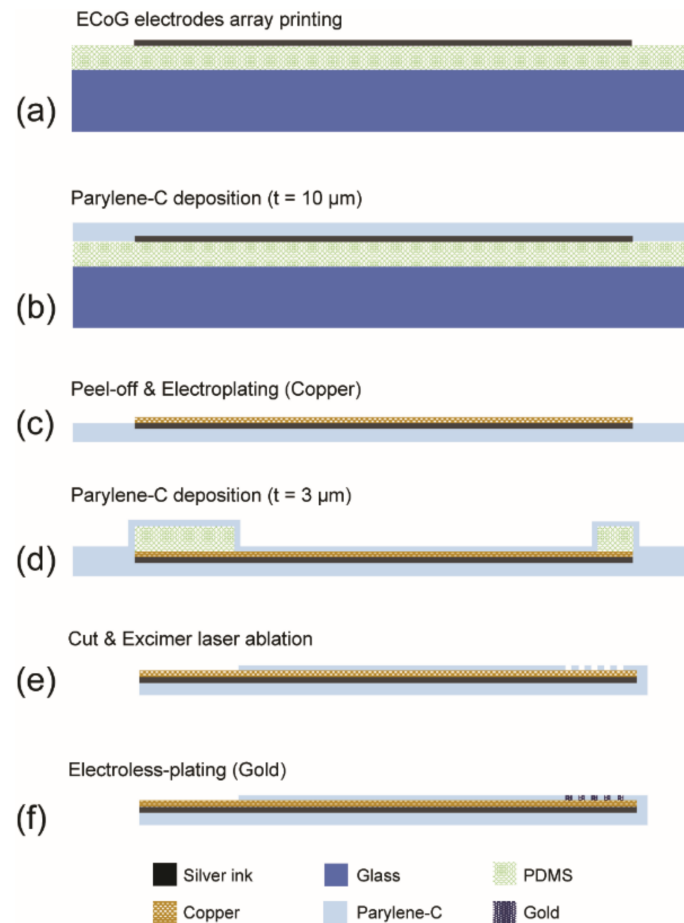 ECoG electrodes array printing
(a)
Parylene-C deposition (t = 10 μm)
(b)
Peel-off & Electroplating (Copper)
(c)
Parylene-C deposition (t = 3 μm)
(d)
Cut & Excimer laser ablation
(e)
Electroless-plating (Gold)
(f)
Silver ink Glass PDMS
Copper Parylene-C Gold